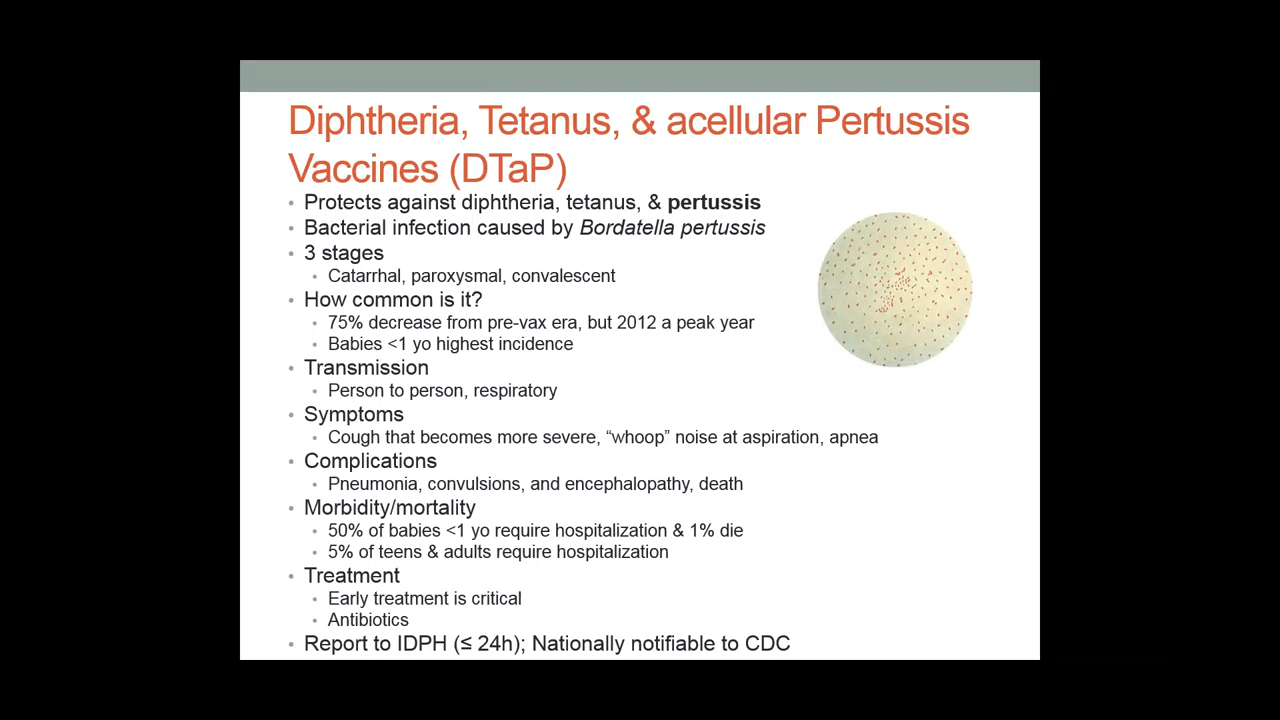 Diphtheria, Tetanus, & acellular Pertussis
Vaccines (DTaP)
• Protects against diphtheria, tetanus, & pertussis
• Bacterial infection caused by Bordatella pertussis
• 3 stages
• Catarrhal, paroxysmal, convalescent
• How common is it?
• 75% decrease from pre-vax era, but 2012 a peak year
• Babies <1 yo highest incidence
• Transmission
• Person to person, respiratory
• Symptoms
• Cough that becomes more severe, “whoop” noise at aspiration, apnea
• Complications
• Pneumonia, convulsions, and encephalopathy, death
• Morbidity/mortality
• 50% of babies <1 yo require hospitalization & 1% die
• 5% of teens & adults require hospitalization
• Treatment
• Early treatment is critical
• Antibiotics
• Report to IDPH (≤ 24h); Nationally notifiable to CDC